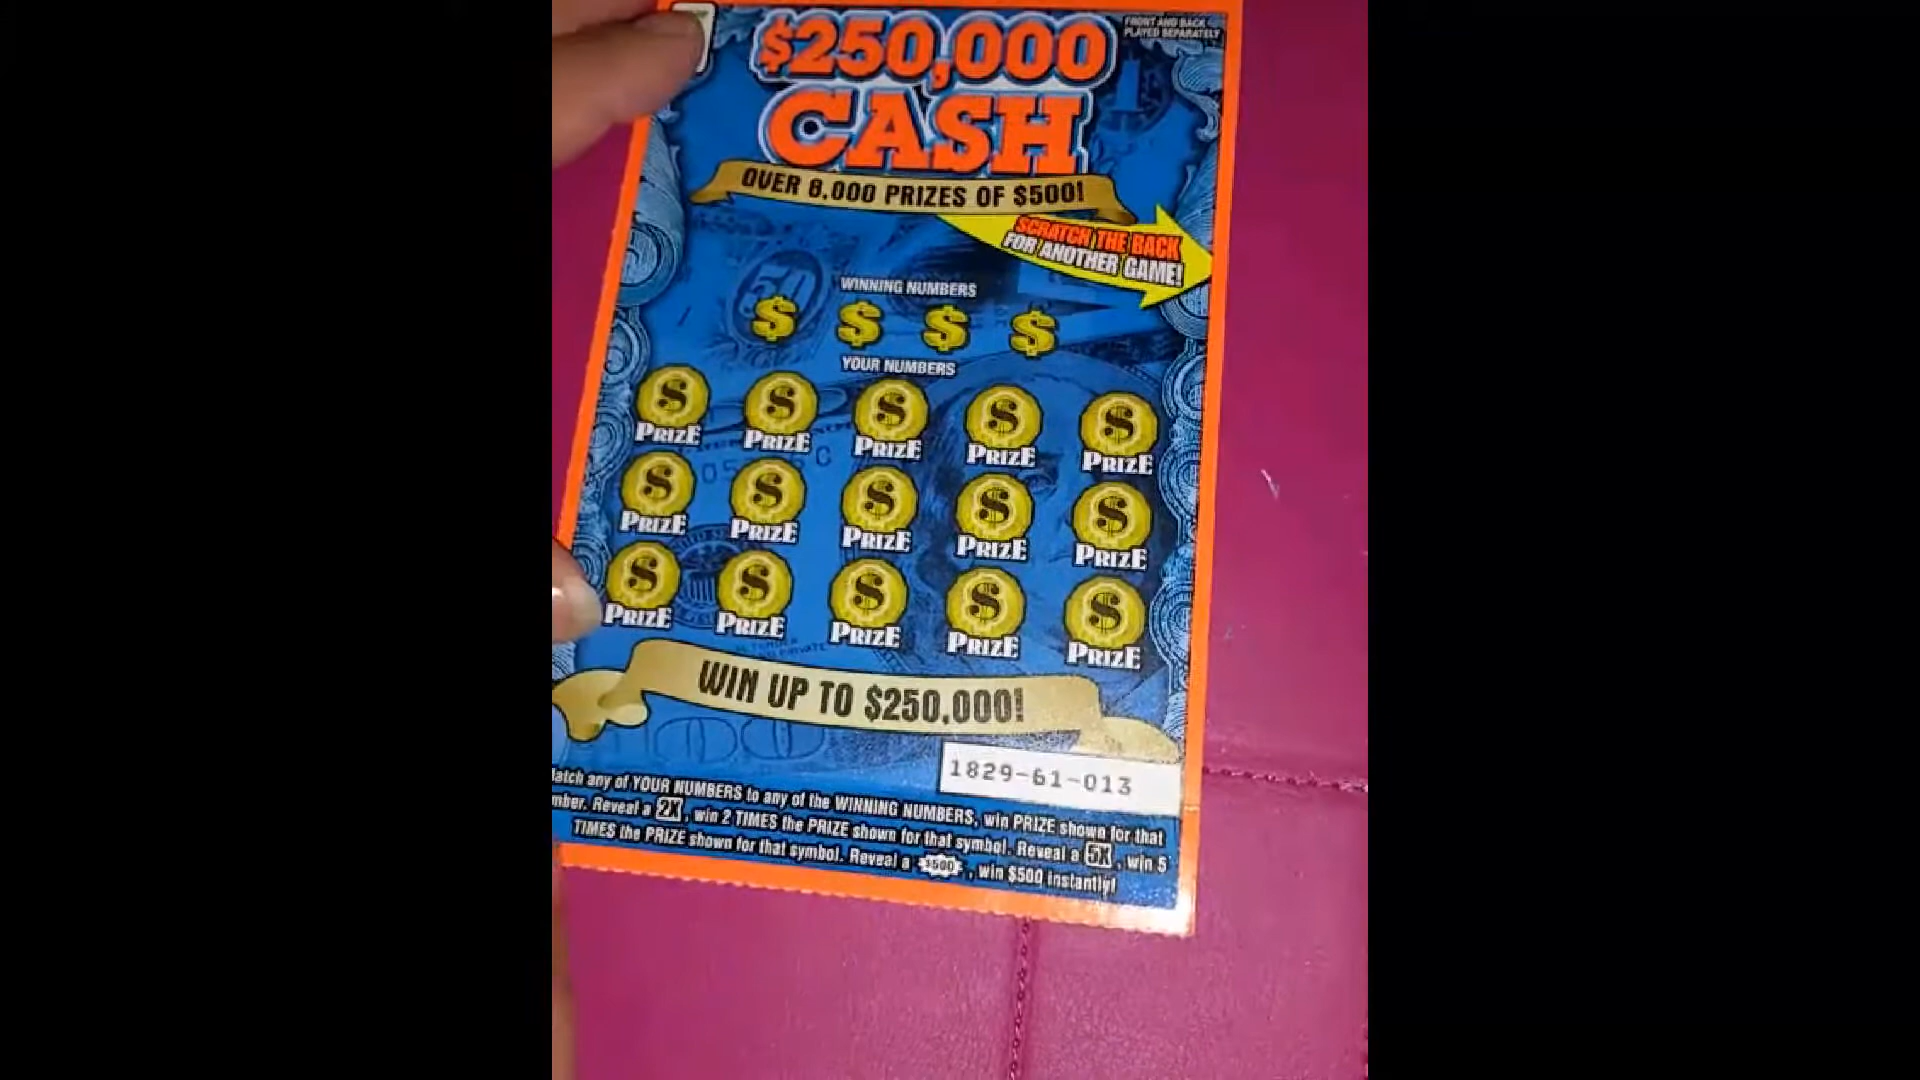 $250,000
CASH
FRONT AND BACK
PLAYED SEPARATELY
OVER 6,000 PRIZES OF $500!
SCRATCH THE BACK
FOR ANOTHER GAME!
50
WINNING NUMBERS
$ $ $ $
YOUR NUMBERS
$ $ $ $ $
PRIZE PRIZE PRIZE PRIZE PRIZE
$ $ $ $ $
PRIZE PRIZE PRIZE PRIZE PRIZE
$ $ $ $ $
PRIZE PRIZE PRIZE PRIZE PRIZE
WIN UP TO $250,000!
1829-61-013
atch any of YOUR NUMBERS to any of the WINNING NUMBERS, win PRIZE shown for that
mber. Reveal a 2X, win 2 TIMES the PRIZE shown for that symbol. Reveal a 5X, win 5
TIMES the PRIZE shown for that symbol. Reveal a $500, win $500 instantly!